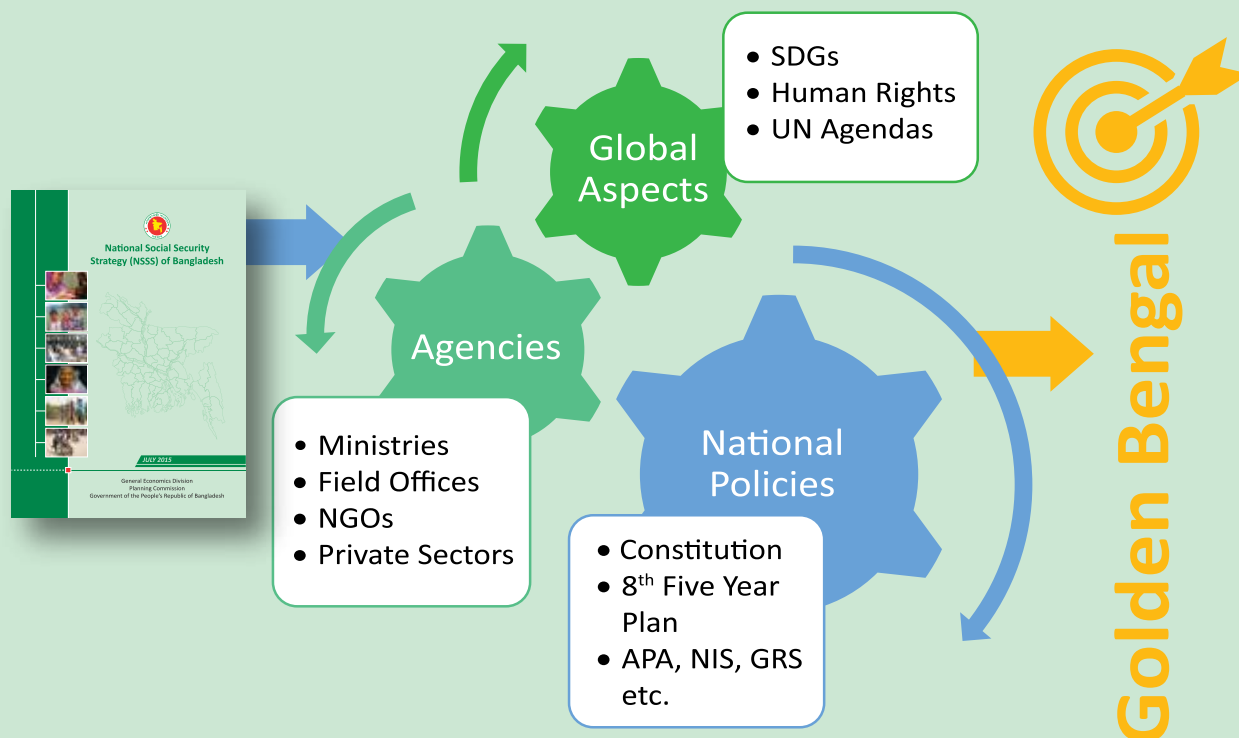 National Social Security
Strategy (NSSS) of Bangladesh
JULY 2015
General Economics Division
Planning Commission
Government of the People's Republic of Bangladesh
Global
Aspects
• SDGs
• Human Rights
• UN Agendas
Agencies
• Ministries
• Field Offices
• NGOs
• Private Sectors
National
Policies
• Constitution
• 8th Five Year
Plan
• APA, NIS, GRS
etc.
Golden Bengal